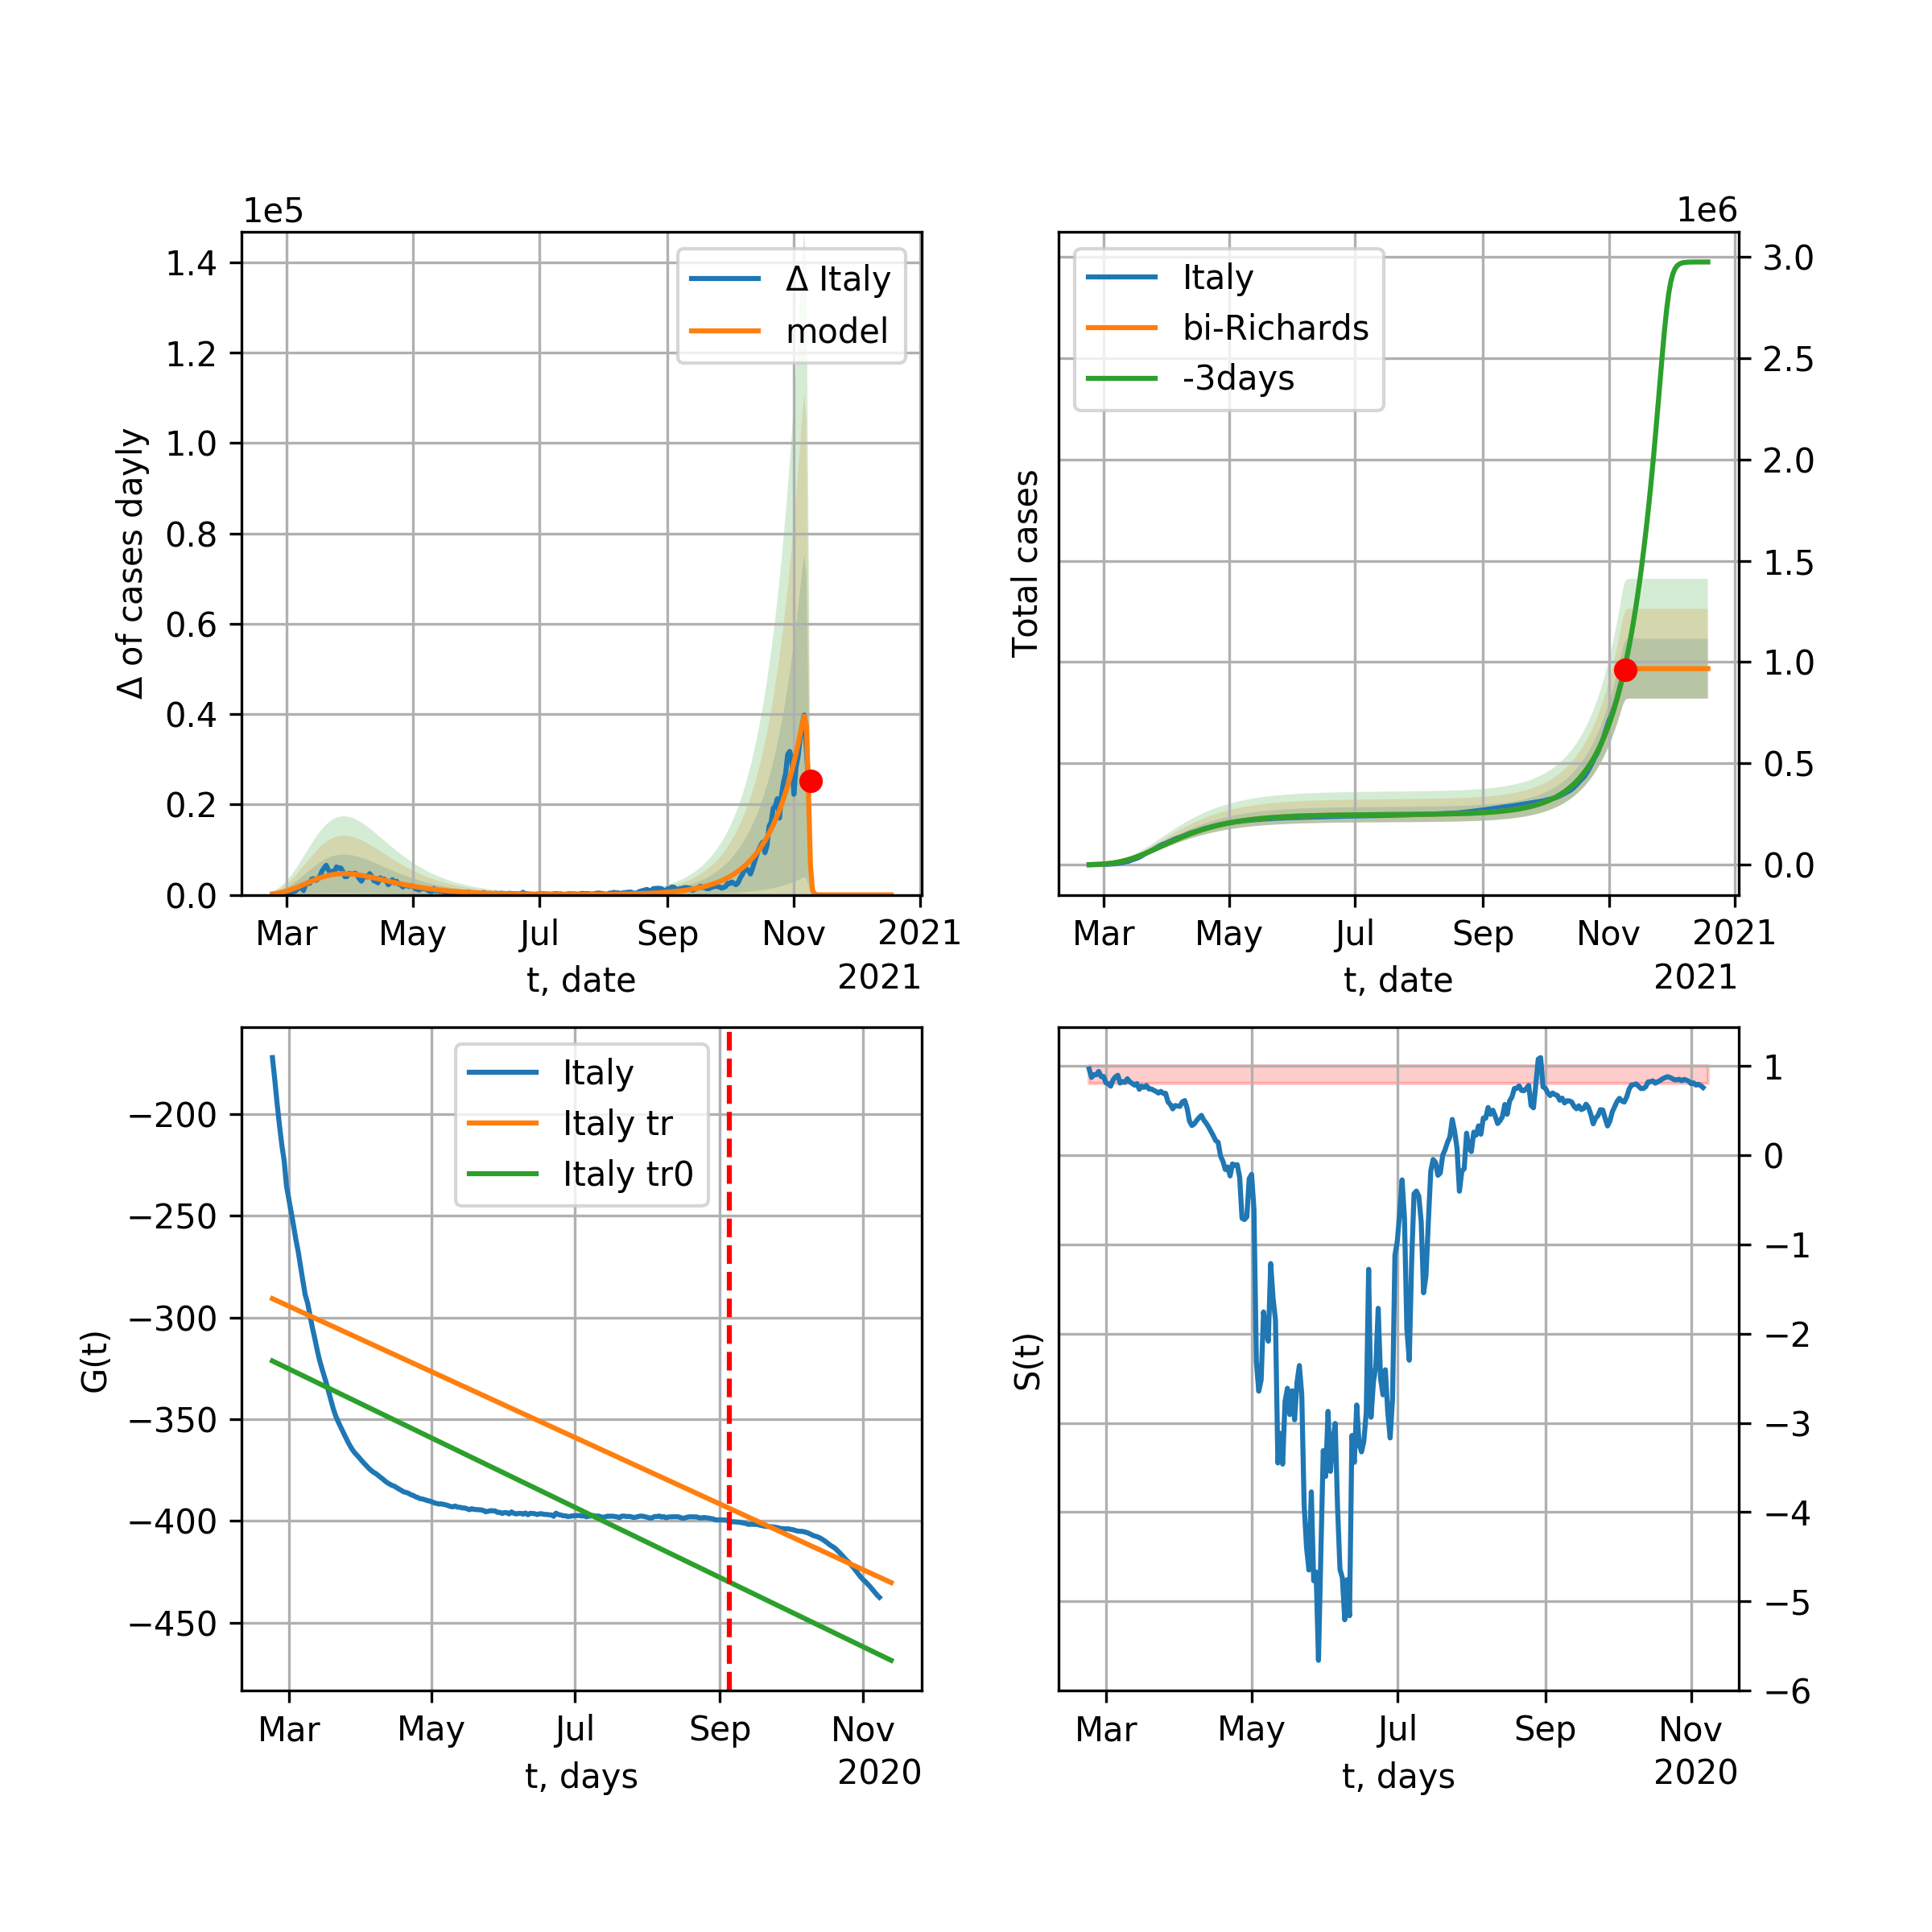 1e5
1.4
1.2
1.0
0.8
0.6
0.4
0.2
0.0
Δ of cases dayly
Δ Italy
model
Mar May Jul Sep Nov 2021
t, date
2021
1e6
3.0
2.5
2.0
1.5
1.0
0.5
0.0
Total cases
Italy
bi-Richards
-3days
Mar May Jul Sep Nov 2021
t, date
2021
−200
−250
−300
−350
−400
−450
G(t)
Italy
Italy tr
Italy tr0
Mar May Jul Sep Nov
t, days
2020
1
0
−1
−2
−3
−4
−5
−6
S(t)
Mar May Jul Sep Nov
t, days
2020